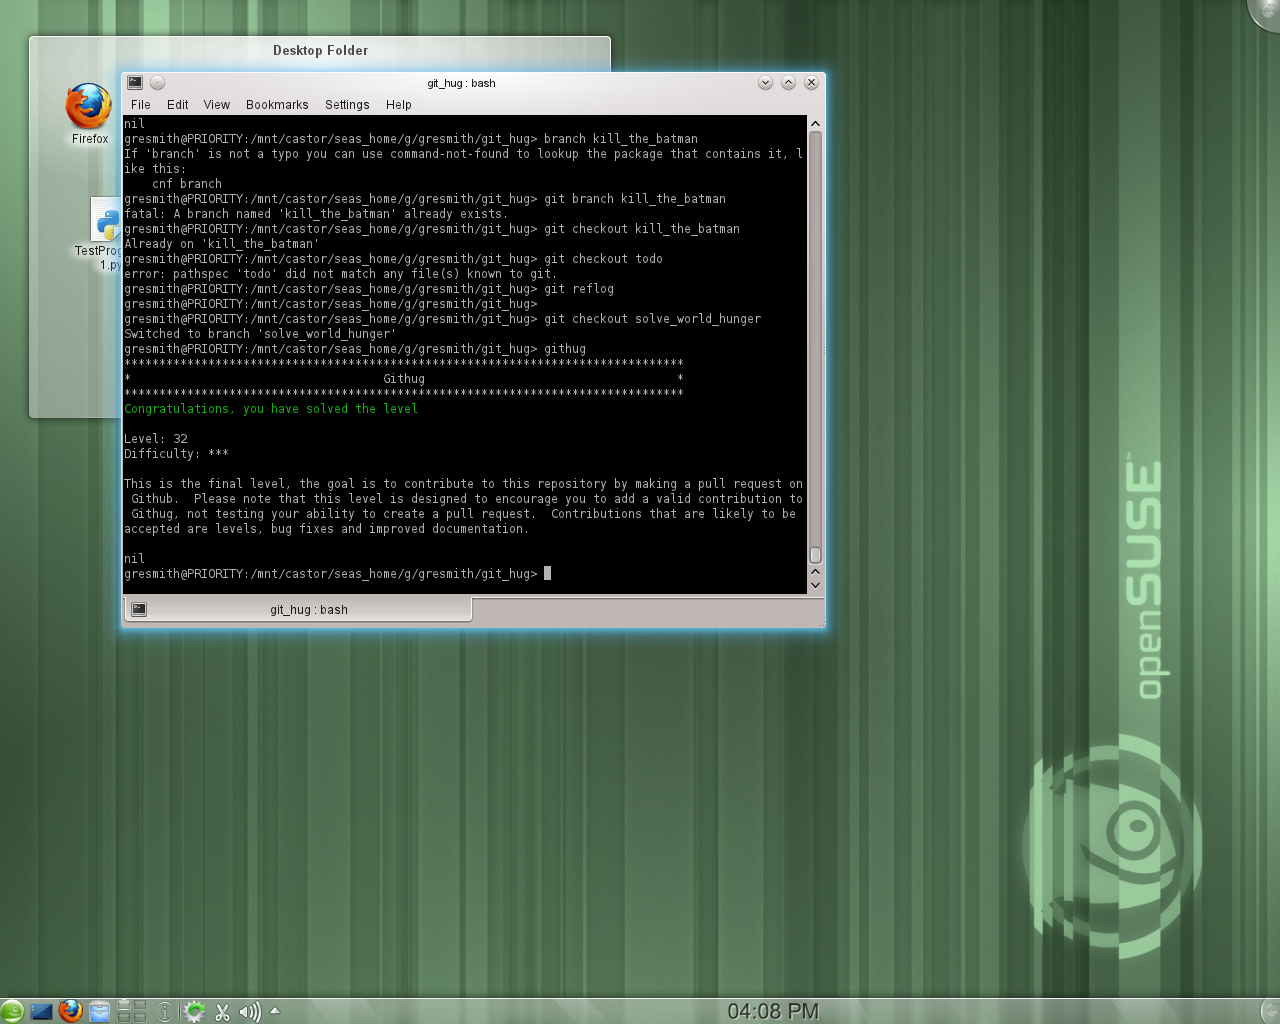 Desktop Folder
Firefox
TestProg
1.py
git_hug : bash
File Edit View Bookmarks Settings Help
nil
gresmith@PRIORITY:/mnt/castor/seas_home/g/gresmith/git_hug> branch kill_the_batman
If 'branch' is not a typo you can use command-not-found to lookup the package that contains it, l
ike this:
    cnf branch
gresmith@PRIORITY:/mnt/castor/seas_home/g/gresmith/git_hug> git branch kill_the_batman
fatal: A branch named 'kill_the_batman' already exists.
gresmith@PRIORITY:/mnt/castor/seas_home/g/gresmith/git_hug> git checkout kill_the_batman
Already on 'kill_the_batman'
gresmith@PRIORITY:/mnt/castor/seas_home/g/gresmith/git_hug> git checkout todo
error: pathspec 'todo' did not match any file(s) known to git.
gresmith@PRIORITY:/mnt/castor/seas_home/g/gresmith/git_hug> git reflog
gresmith@PRIORITY:/mnt/castor/seas_home/g/gresmith/git_hug>
gresmith@PRIORITY:/mnt/castor/seas_home/g/gresmith/git_hug> git checkout solve_world_hunger
Switched to branch 'solve_world_hunger'
gresmith@PRIORITY:/mnt/castor/seas_home/g/gresmith/git_hug> githug
********************************************************************************
*                                    Githug                                    *
********************************************************************************
Congratulations, you have solved the level
Level: 32
Difficulty: ***
This is the final level, the goal is to contribute to this repository by making a pull request on
 Github.  Please note that this level is designed to encourage you to add a valid contribution to
 Githug, not testing your ability to create a pull request.  Contributions that are likely to be
accepted are levels, bug fixes and improved documentation.
nil
gresmith@PRIORITY:/mnt/castor/seas_home/g/gresmith/git_hug>
git_hug : bash
openSUSE™
04:08 PM